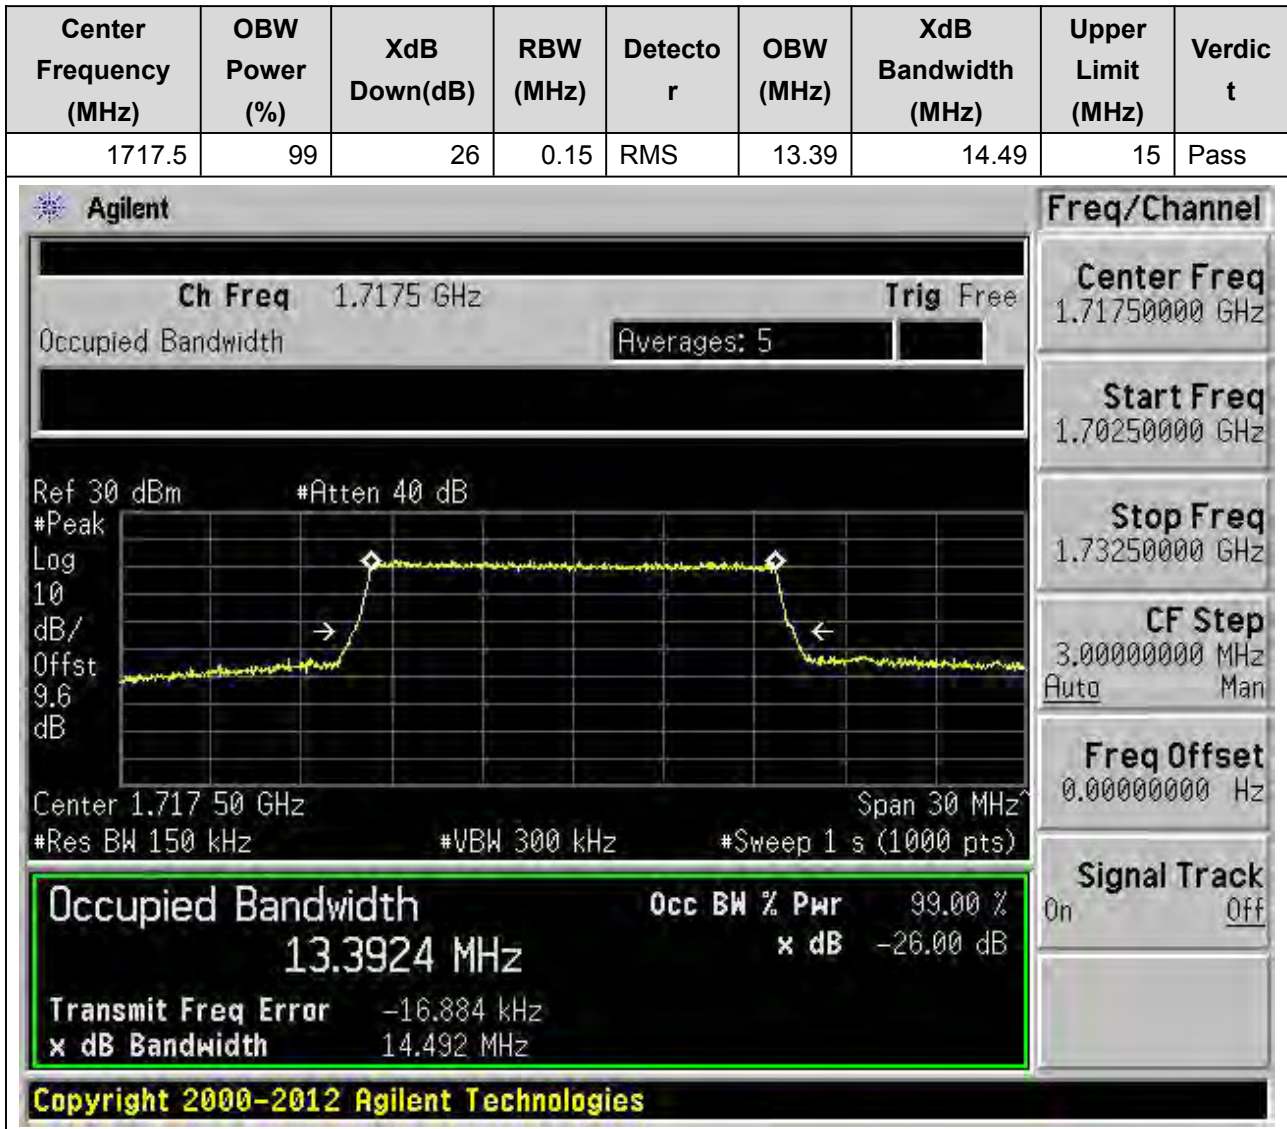 Center Frequency (MHz) OBW Power (%) XdB Down(dB) RBW (MHz) Detecto r OBW (MHz) XdB Bandwidth (MHz) Upper Limit (MHz) Verdic t
1717.5 99 26 0.15 RMS 13.39 14.49 15 Pass
Agilent
Freq/Channel
Ch Freq 1.7175 GHz Trig Free
Occupied Bandwidth Averages: 5
Center Freq
1.71750000 GHz
Start Freq
1.70250000 GHz
Stop Freq
1.73250000 GHz
CF Step
3.00000000 MHz
Auto Man
Freq Offset
0.00000000 Hz
Signal Track
On Off
Ref 30 dBm #Atten 40 dB
#Peak
Log
10
dB/
Offst
9.6
dB
Center 1.717 50 GHz Span 30 MHz^
#Res BW 150 kHz #VBW 300 kHz #Sweep 1 s (1000 pts)
Occupied Bandwidth Occ BW % Pwr 99.00 %
13.3924 MHz x dB -26.00 dB
Transmit Freq Error -16.884 kHz
x dB Bandwidth 14.492 MHz
Copyright 2000-2012 Agilent Technologies